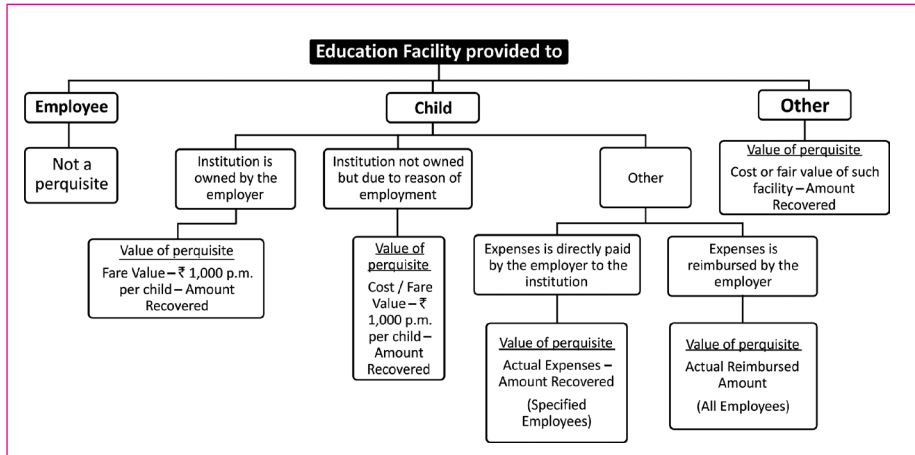 Education Facility provided to
Employee
Not a
perquisite
Child
Institution is
owned by the
employer
Value of perquisite
Fare Value – ₹ 1,000 p.m.
per child – Amount
Recovered
Institution not owned
but due to reason of
employment
Value of
perquisite
Cost / Fare
Value – ₹
1,000 p.m.
per child –
Amount
Recovered
Other
Expenses is directly paid
by the employer to the
institution
Value of perquisite
Actual Expenses –
Amount Recovered
(Specified
Employees)
Expenses is
reimbursed by the
employer
Value of perquisite
Actual Reimbursed
Amount
(All Employees)
Other
Value of perquisite
Cost or fair value of such
facility – Amount
Recovered